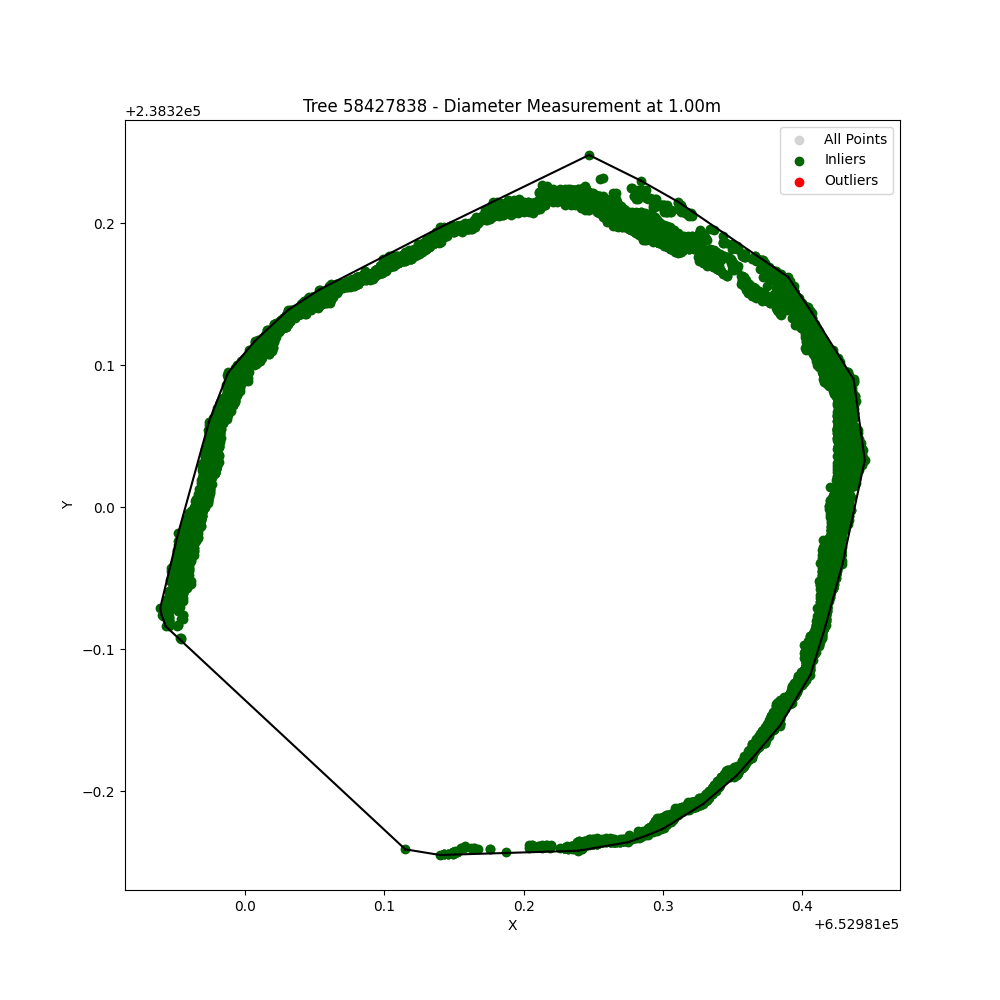 Tree 58427838 - Diameter Measurement at 1.00m
+2.3832e5
All Points
Inliers
Outliers
0.2
0.1
0.0
−0.1
−0.2
Y
0.0 0.1 0.2 0.3 0.4
X
+6.52981e5